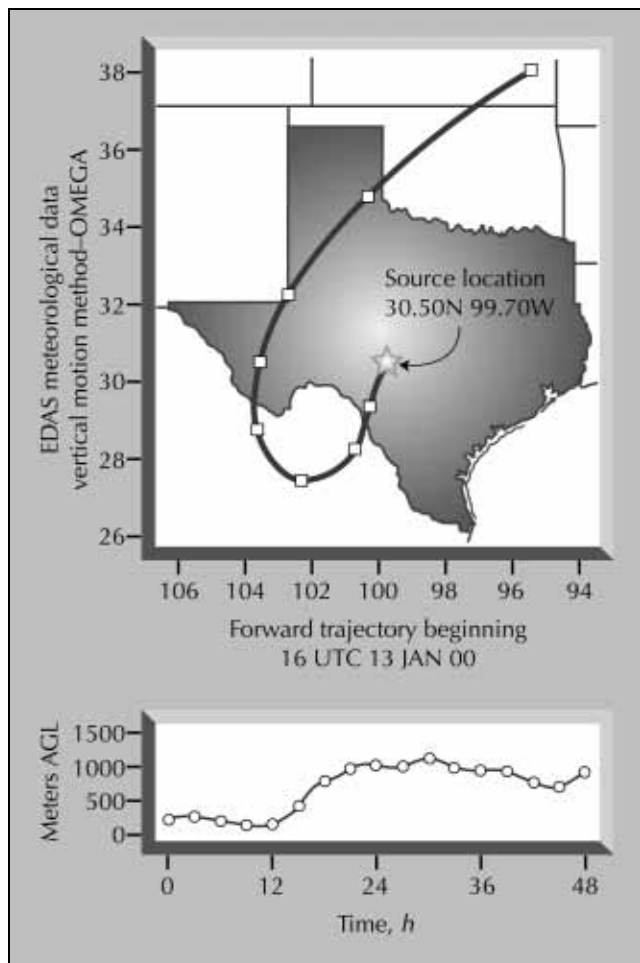 EDAS meteorological data
vertical motion method–OMEGA
38
36
34
32
30
28
26
Source location
30.50N 99.70W
106 104 102 100 98 96 94
Forward trajectory beginning
16 UTC 13 JAN 00
Meters AGL
1500
1000
500
0
0 12 24 36 48
Time, h